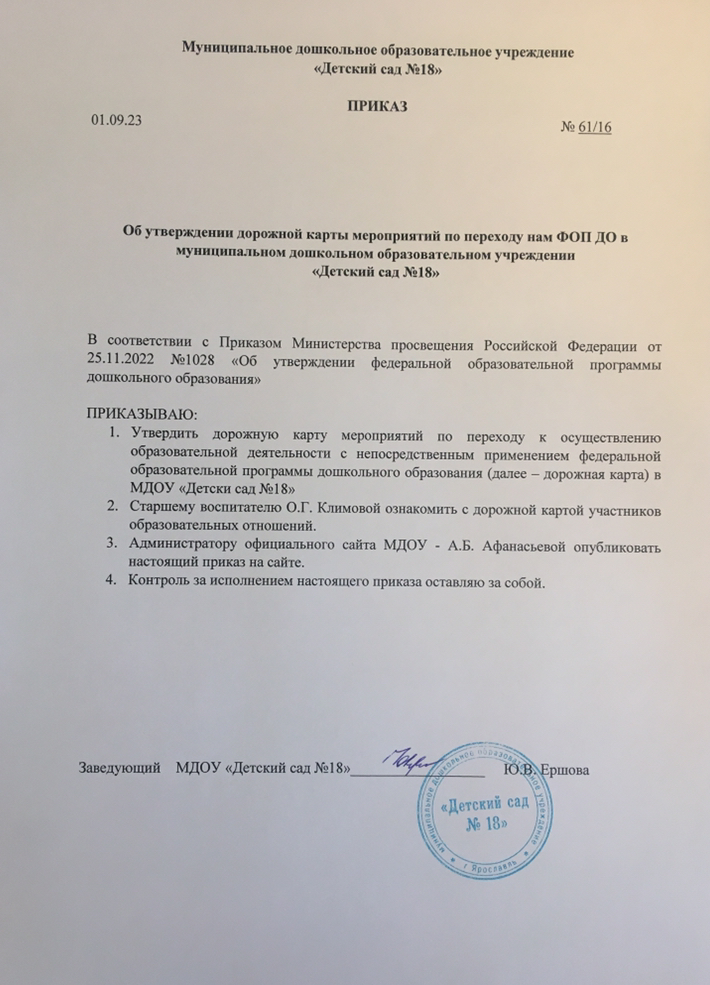 Муниципальное дошкольное образовательное учреждение
«Детский сад №18»
ПРИКАЗ
01.09.23
№ 61/16
Об утверждении дорожной карты мероприятий по переходу нам ФОП ДО в
муниципальном дошкольном образовательном учреждении
«Детский сад №18»
В соответствии с Приказом Министерства просвещения Российской Федерации от
25.11.2022 №1028 «Об утверждении федеральной образовательной программы
дошкольного образования»
ПРИКАЗЫВАЮ:
1. Утвердить дорожную карту мероприятий по переходу к осуществлению
образовательной деятельности с непосредственным применением федеральной
образовательной программы дошкольного образования (далее – дорожная карта) в
МДОУ «Детски сад №18»
2. Старшему воспитателю О.Г. Климовой ознакомить с дорожной картой участников
образовательных отношений.
3. Администратору официального сайта МДОУ - А.Б. Афанасьевой опубликовать
настоящий приказ на сайте.
4. Контроль за исполнением настоящего приказа оставляю за собой.
Заведующий МДОУ «Детский сад №18» Ю.В. Ершова
муниципальное дошкольное образовательное учреждение
«Детский сад
№ 18»
г Ярославль